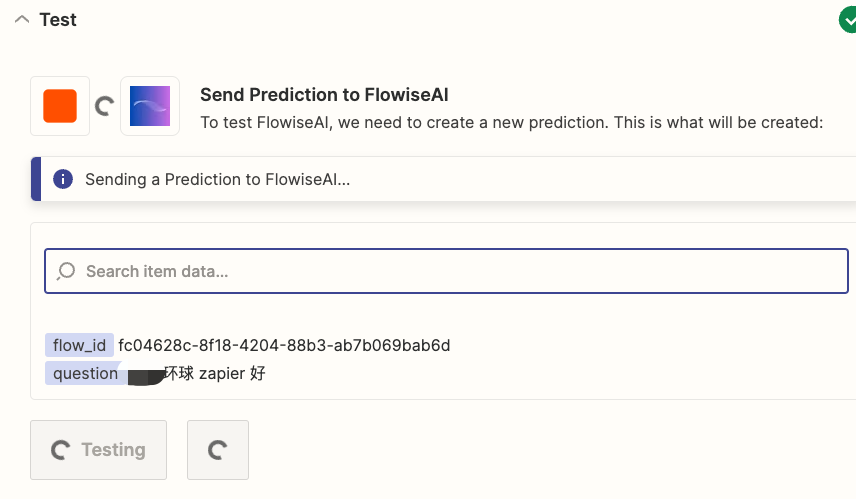 Test
Send Prediction to FlowiseAI
To test FlowiseAI, we need to create a new prediction. This is what will be created:
Sending a Prediction to FlowiseAI...
Search item data...
flow_id fc04628c-8f18-4204-88b3-ab7b069bab6d
question 环球 zapier 好
Testing